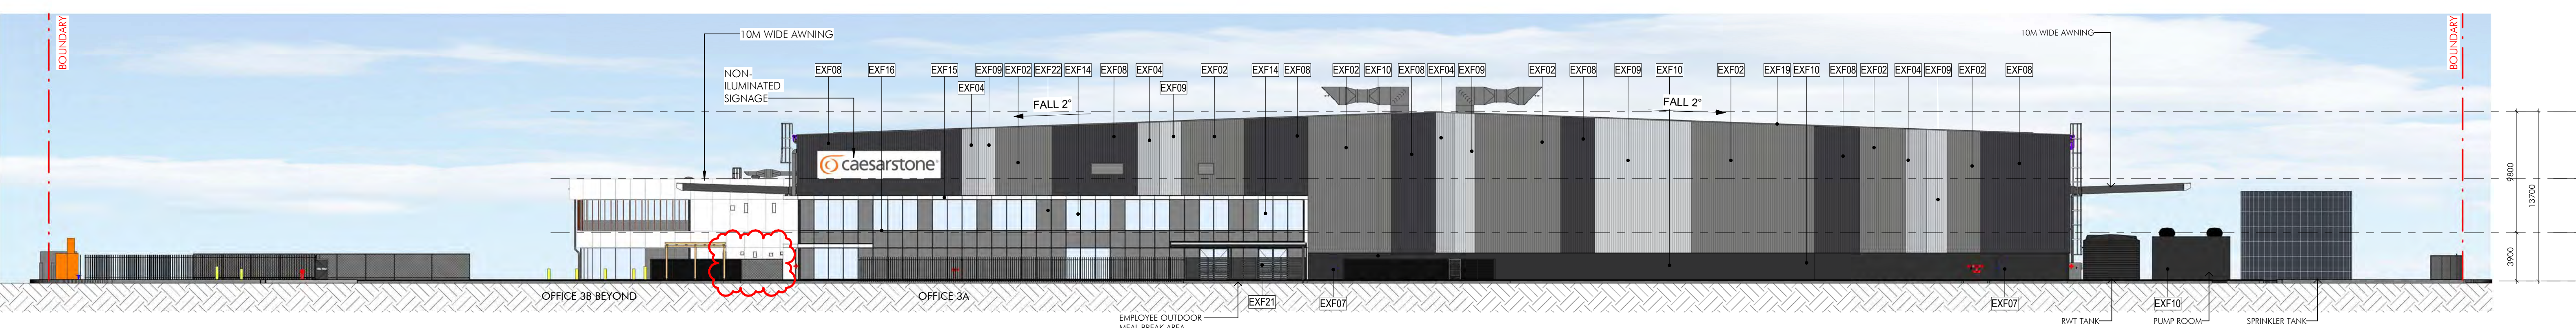 BOUNDARY
10M WIDE AWNING
NON-
ILUMINATED
SIGNAGE
EXF08
EXF16
EXF15
EXF04
EXF09
EXF02
EXF22
EXF14
EXF08
EXF04
EXF09
EXF02
EXF14
EXF08
EXF02
EXF10
EXF08
EXF04
EXF09
EXF02
EXF08
EXF09
EXF10
EXF02
EXF19
EXF10
EXF08
EXF02
EXF04
EXF09
EXF02
EXF08
10M WIDE AWNING
BOUNDARY
FALL 2°
FALL 2°
caesarstone®
9800
13700
3900
OFFICE 3B BEYOND
OFFICE 3A
EMPLOYEE OUTDOOR
MEAL BREAK AREA
EXF21
EXF07
EXF07
EXF10
RWT TANK
PUMP ROOM
SPRINKLER TANK